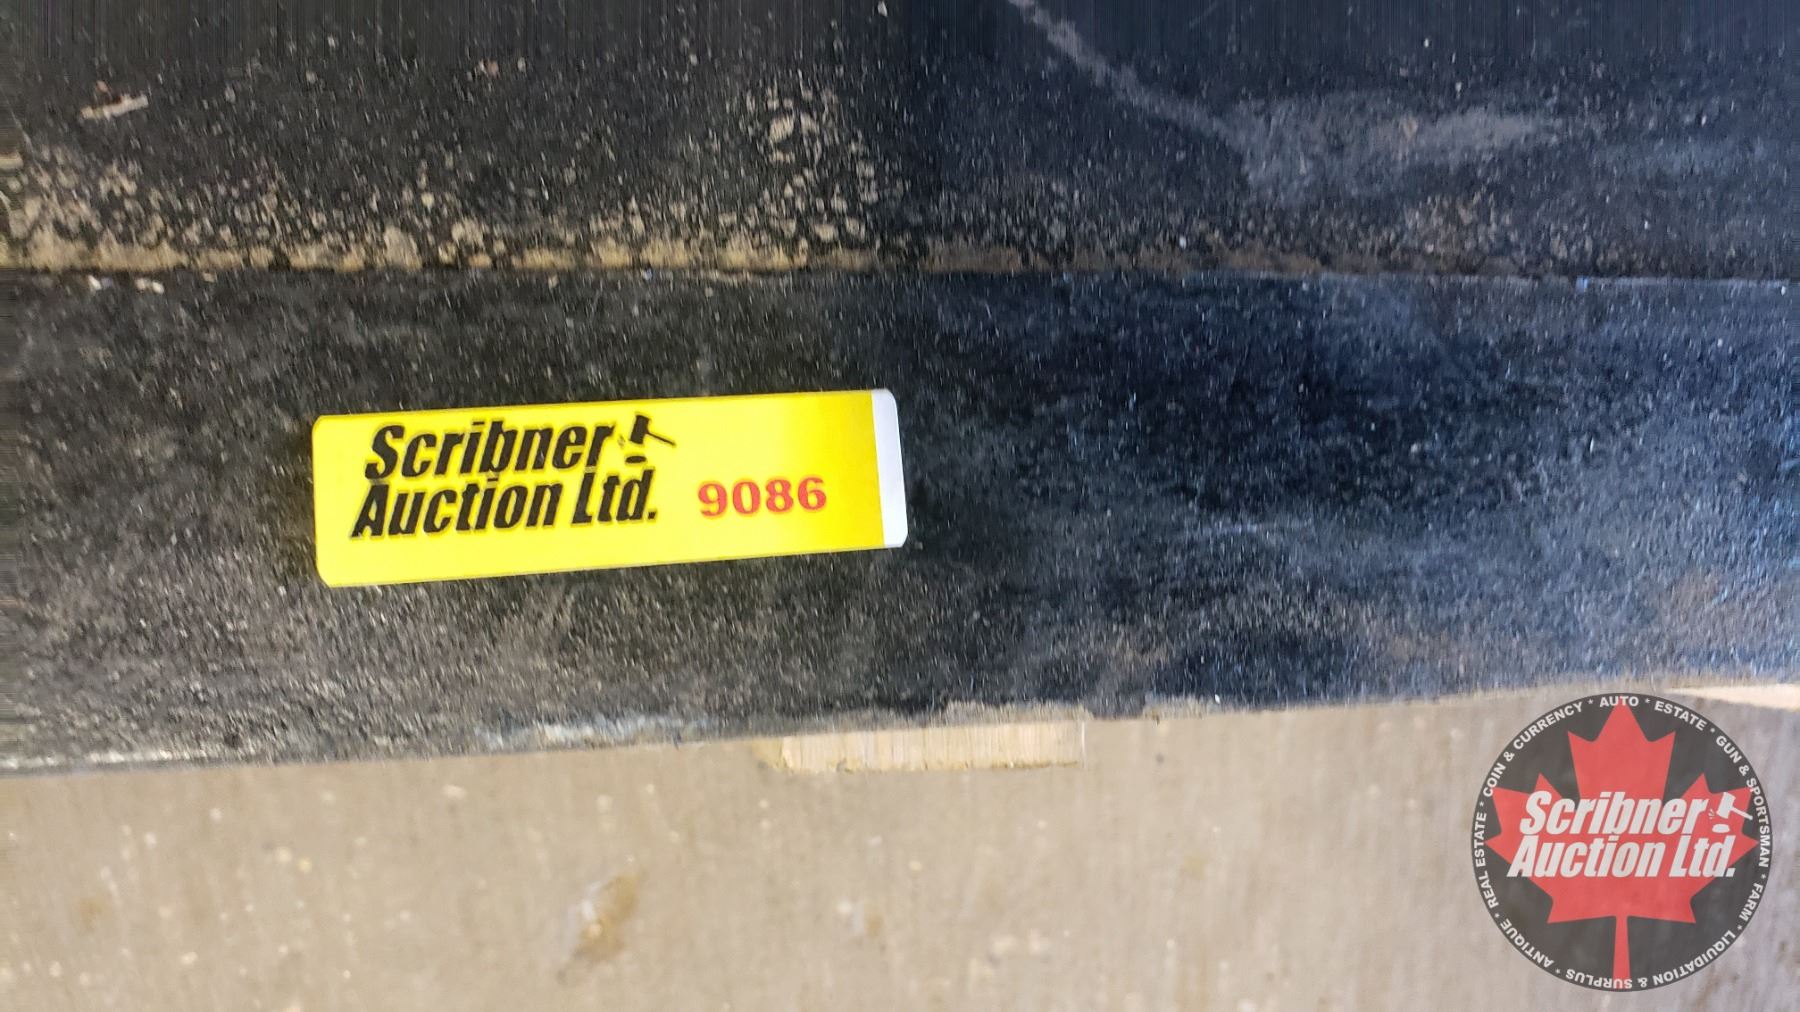 Scribner
Auction Ltd.
9086
COIN & CURRENCY * AUTO * ESTATE * GUN & SPORTSMAN * FARM * LIQUIDATION & SURPLUS * ANTIQUE * REAL ESTATE *
Scribner
Auction Ltd.